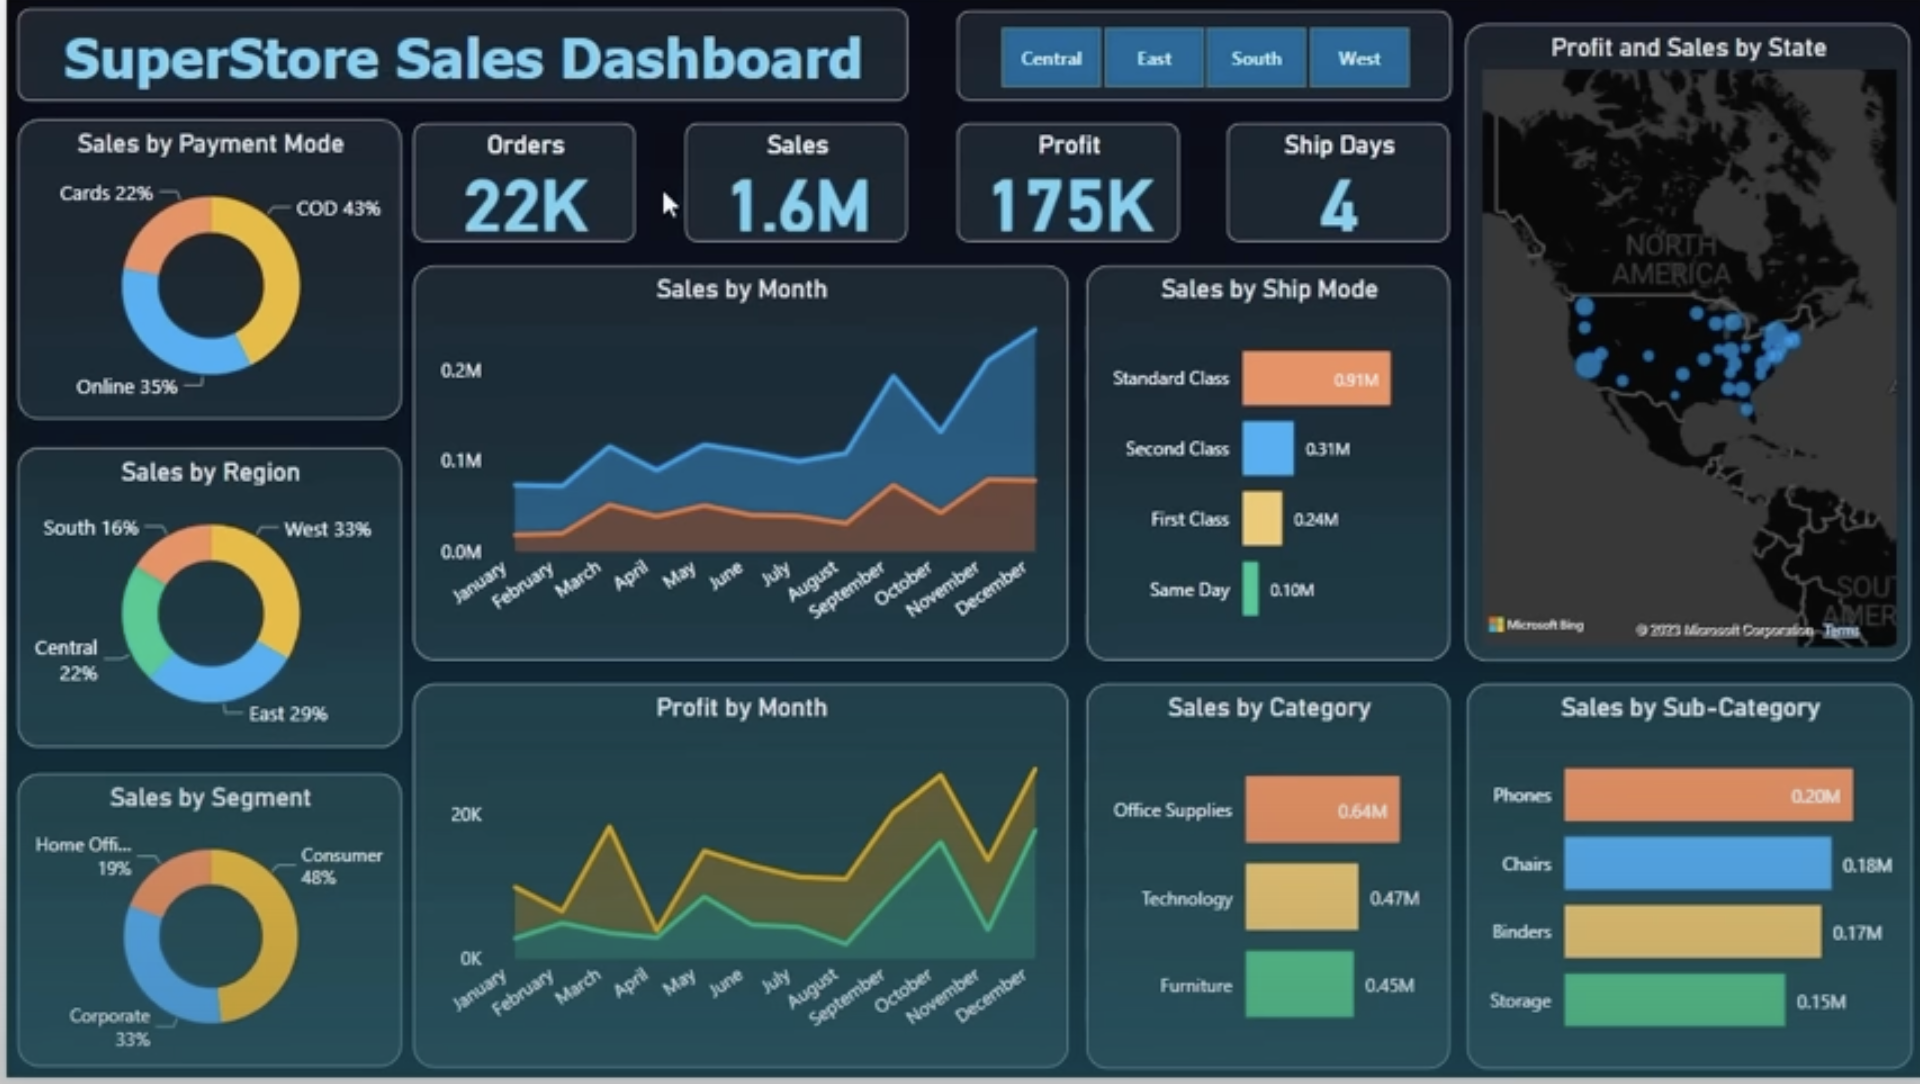 SuperStore Sales Dashboard
Central
East
South
West
Profit and Sales by State
Sales by Payment Mode
Cards 22%
COD 43%
Online 35%
Orders
22K
Sales
1.6M
Profit
175K
Ship Days
4
Sales by Month
0.2M
0.1M
0.0M
January
February
March
April
May
June
July
August
September
October
November
December
Sales by Ship Mode
Standard Class
0.91M
Second Class
0.31M
First Class
0.24M
Same Day
0.10M
NORTH
AMERICA
SOU
AMER
Microsoft Bing
© 2023 Microsoft Corporation
Terms
Sales by Region
South 16%
West 33%
Central
22%
East 29%
Sales by Segment
Home Offi...
19%
Consumer
48%
Corporate
33%
Profit by Month
20K
0K
January
February
March
April
May
June
July
August
September
October
November
December
Sales by Category
Office Supplies
0.64M
Technology
0.47M
Furniture
0.45M
Sales by Sub-Category
Phones
0.20M
Chairs
0.18M
Binders
0.17M
Storage
0.15M